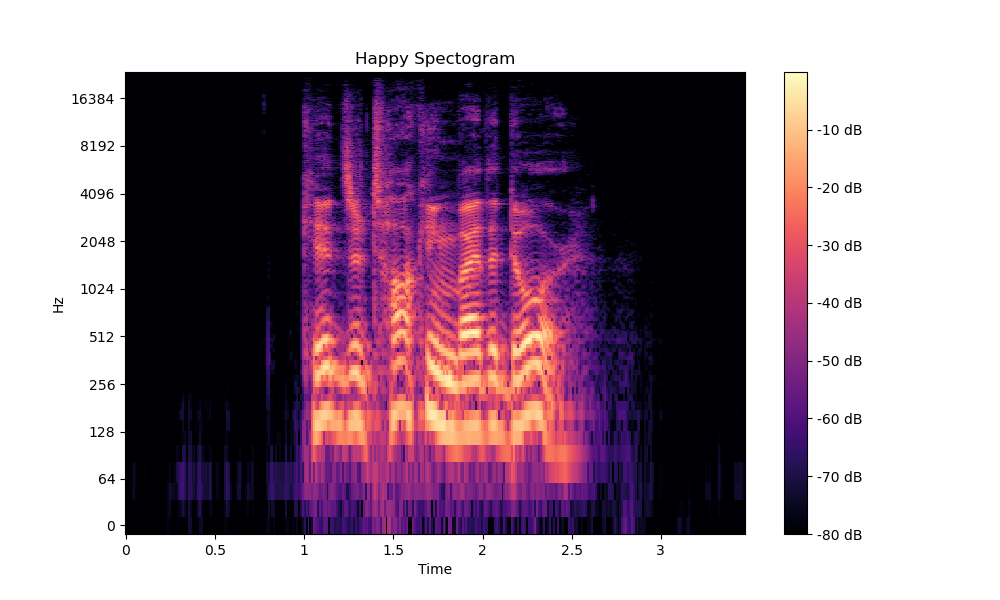 Happy Spectogram
16384
8192
4096
2048
1024
512
256
128
64
0
Hz
0
0.5
1
1.5
2
2.5
3
Time
-10 dB
-20 dB
-30 dB
-40 dB
-50 dB
-60 dB
-70 dB
-80 dB